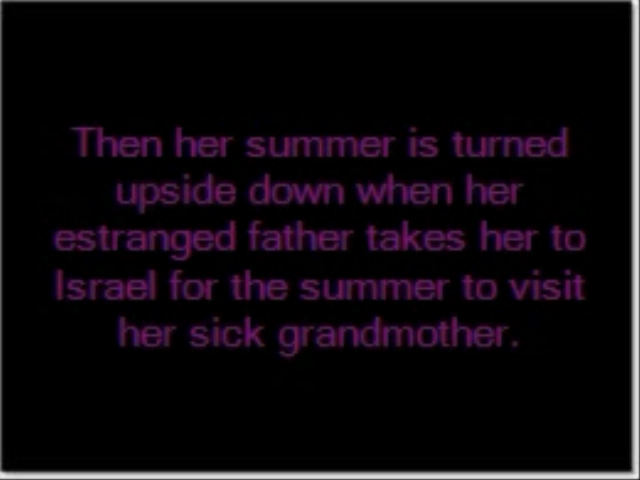 Then her summer is turned
upside down when her
estranged father takes her to
Israel for the summer to visit
her sick grandmother.